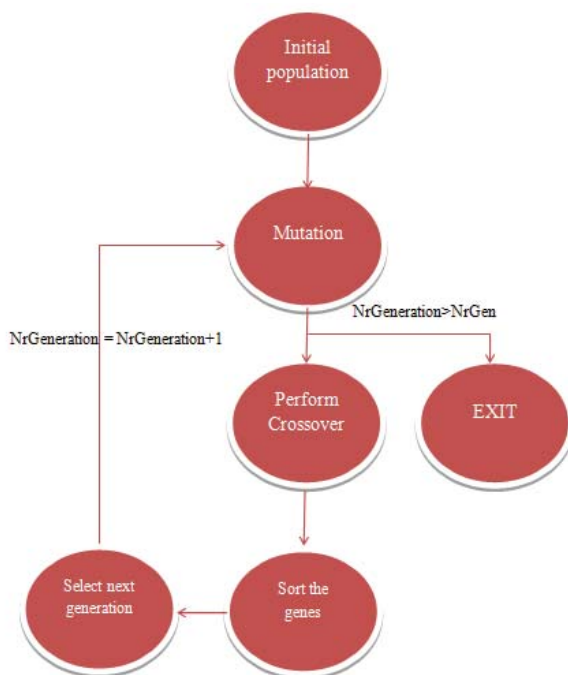 Initial
population
Mutation
NrGeneration>NrGen
NrGeneration = NrGeneration+1
Perform
Crossover
EXIT
Select next
generation
Sort the
genes